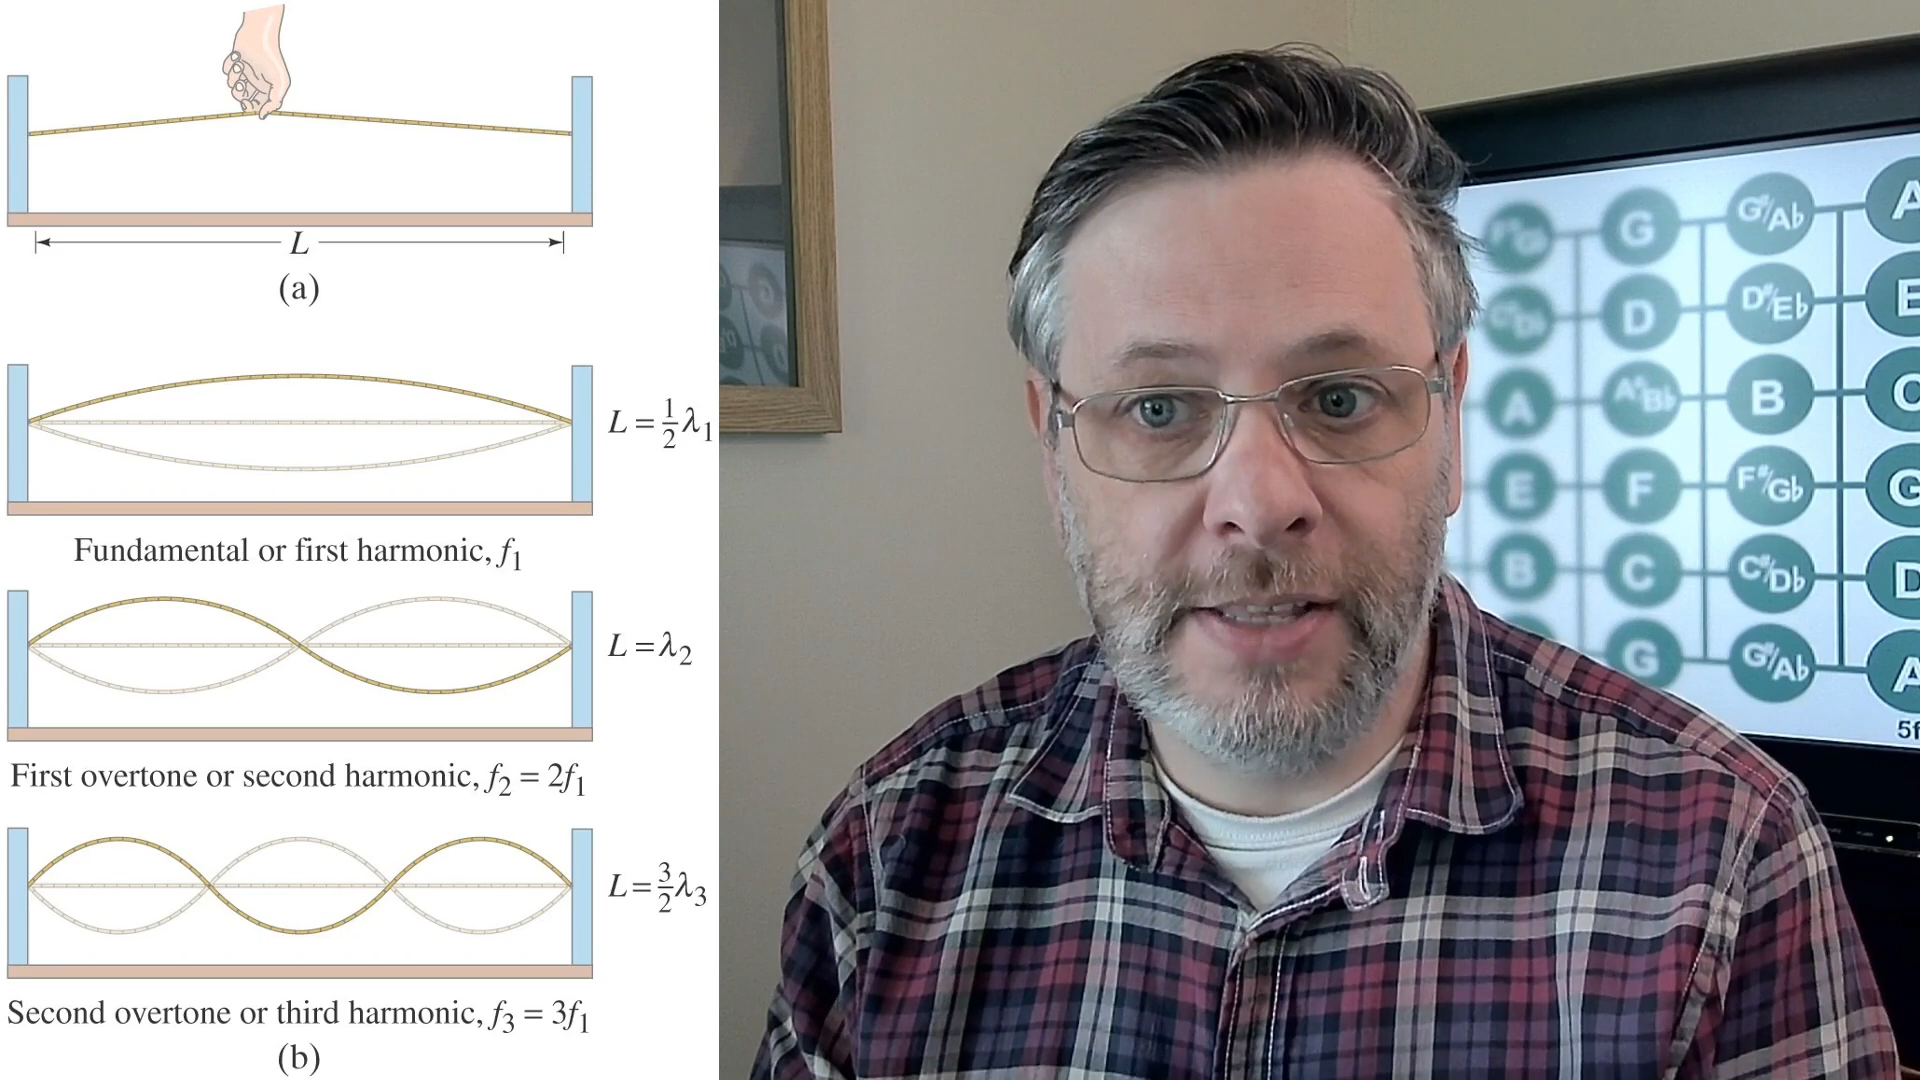 L
(a)
L = 1/2 λ1
Fundamental or first harmonic, f1
L = λ2
First overtone or second harmonic, f2 = 2f1
L = 3/2 λ3
Second overtone or third harmonic, f3 = 3f1
(b)
G G#/Ab A
D D#/Eb E
A A#/Bb B C
E F F#/Gb G
B C C#/Db D
G G#/Ab A
5f